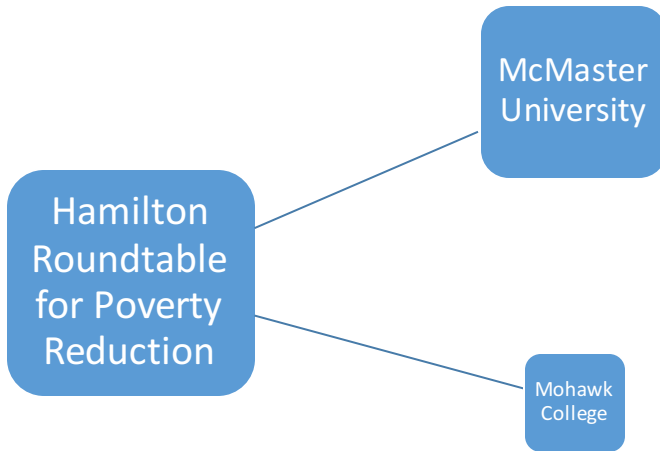 McMaster
University
Hamilton
Roundtable
for Poverty
Reduction
Mohawk
College